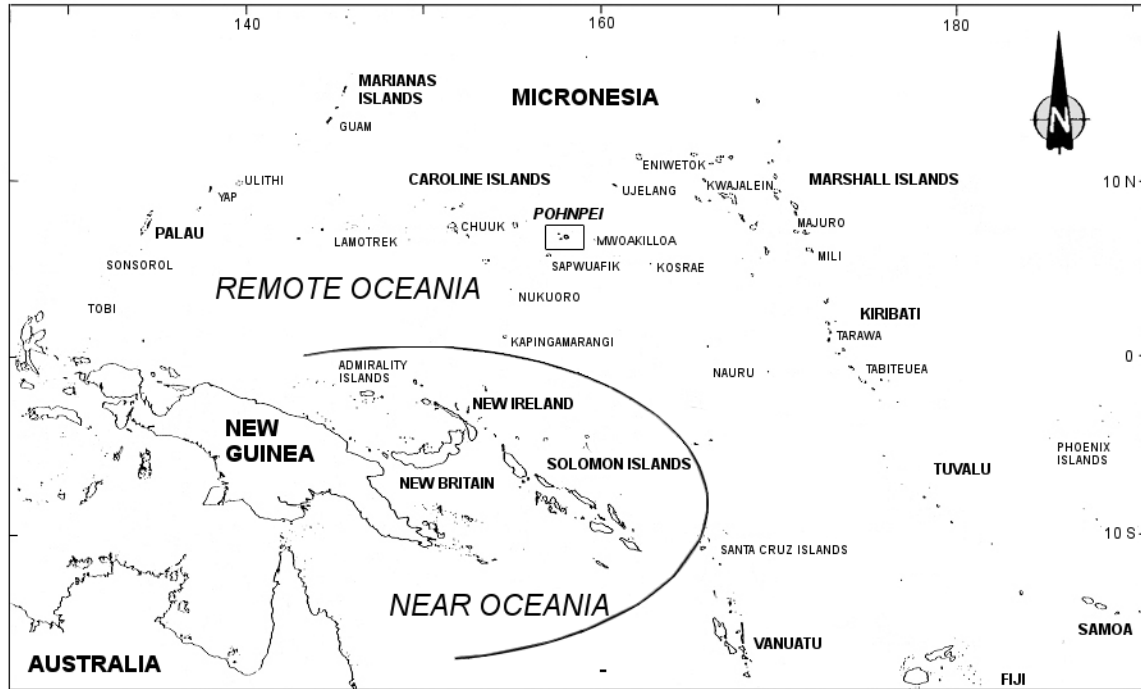 140
160
180
MARIANAS
ISLANDS
MICRONESIA
GUAM
N
ENIWETOK
ULITHI
CAROLINE ISLANDS
UJELANG
KWAJALEIN
MARSHALL ISLANDS
10 N
YAP
POHNPEI
PALAU
LAMOTREK
CHUUK
MWOAKILLOA
MAJURO
MILI
SONSOROL
SAPWUAFIK
KOSRAE
REMOTE OCEANIA
NUKUORO
TOBI
KIRIBATI
KAPINGAMARANGI
TARAWA
0
ADMIRALITY
ISLANDS
NAURU
TABITEUEA
NEW IRELAND
NEW
GUINEA
SOLOMON ISLANDS
PHOENIX
ISLANDS
NEW BRITAIN
TUVALU
10 S
SANTA CRUZ ISLANDS
NEAR OCEANIA
SAMOA
VANUATU
AUSTRALIA
FIJI